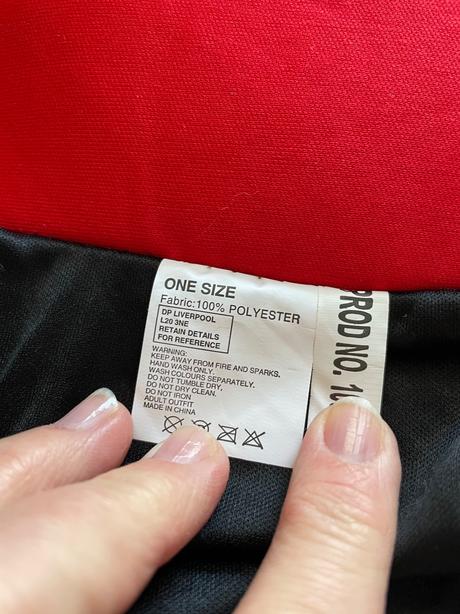 ONE SIZE
Fabric:100% POLYESTER
DP LIVERPOOL
L20 3NE
RETAIN DETAILS
FOR REFERENCE
WARNING:
KEEP AWAY FROM FIRE AND SPARKS.
HAND WASH ONLY.
WASH COLOURS SEPARATELY.
DO NOT TUMBLE DRY.
DO NOT DRY CLEAN.
DO NOT IRON
ADULT OUTFIT
MADE IN CHINA
PROD NO.